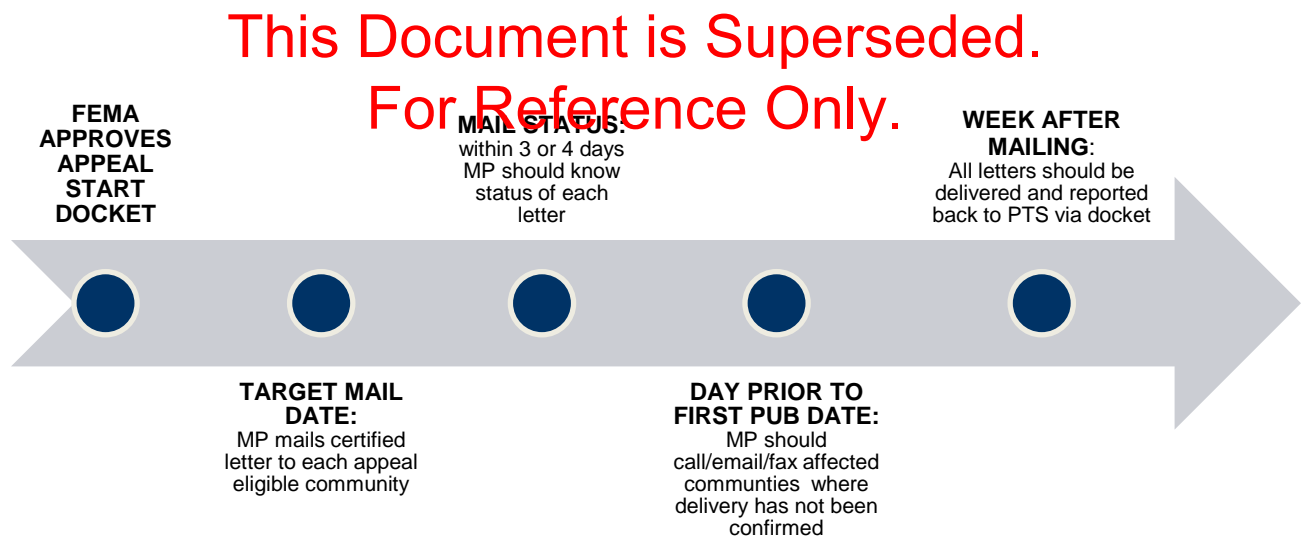 This Document is Superseded.
For Reference Only.
FEMA
APPROVES
APPEAL
START
DOCKET
TARGET MAIL
DATE:
MP mails certified
letter to each appeal
eligible community
MAIL STATUS:
within 3 or 4 days
MP should know
status of each
letter
DAY PRIOR TO
FIRST PUB DATE:
MP should
call/email/fax affected
communties where
delivery has not been
confirmed
WEEK AFTER
MAILING:
All letters should be
delivered and reported
back to PTS via docket